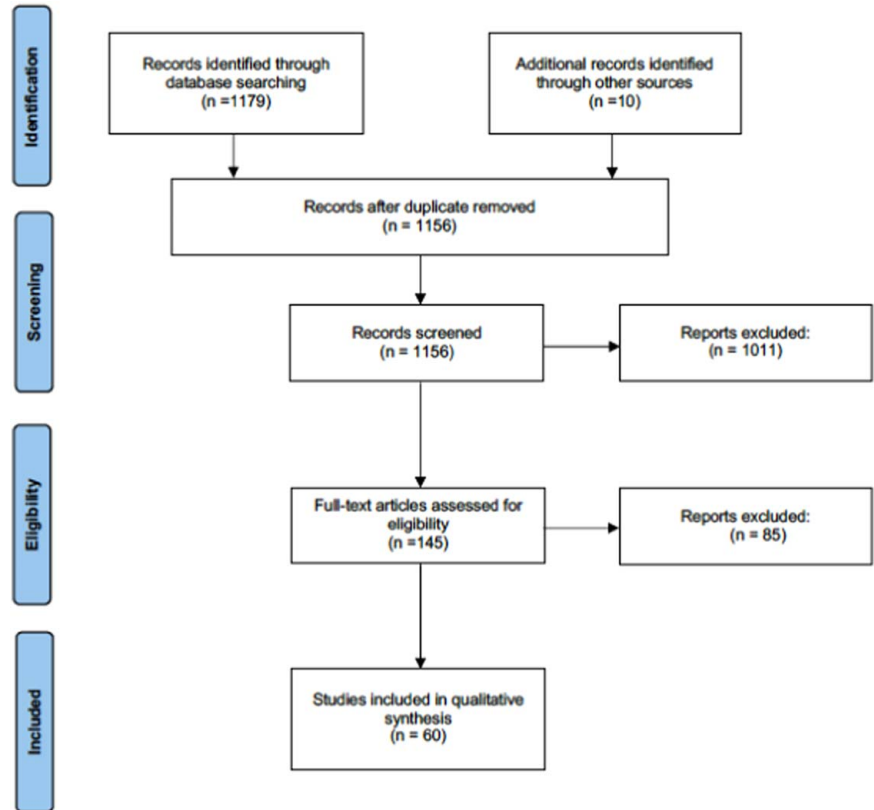 Identification
Records identified through
database searching
(n =1179)
Additional records identified
through other sources
(n =10)
Records after duplicate removed
(n = 1156)
Screening
Records screened
(n = 1156)
Reports excluded:
(n = 1011)
Eligibility
Full-text articles assessed for
eligibility
(n =145)
Reports excluded:
(n = 85)
Included
Studies included in qualitative
synthesis
(n = 60)